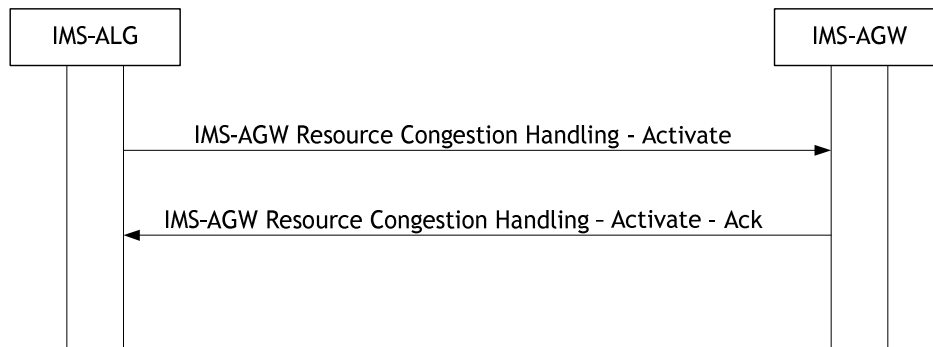 IMS-ALG
IMS-AGW
IMS-AGW Resource Congestion Handling - Activate
IMS-AGW Resource Congestion Handling – Activate - Ack